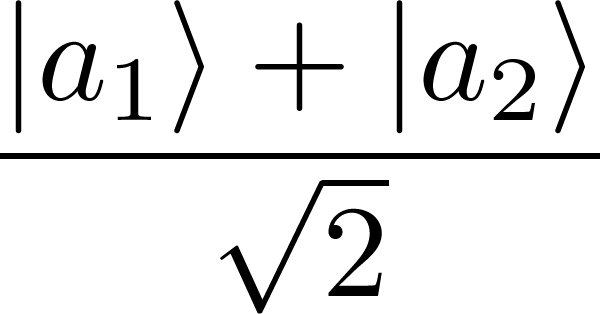 |a₁⟩ + |a₂⟩
√2